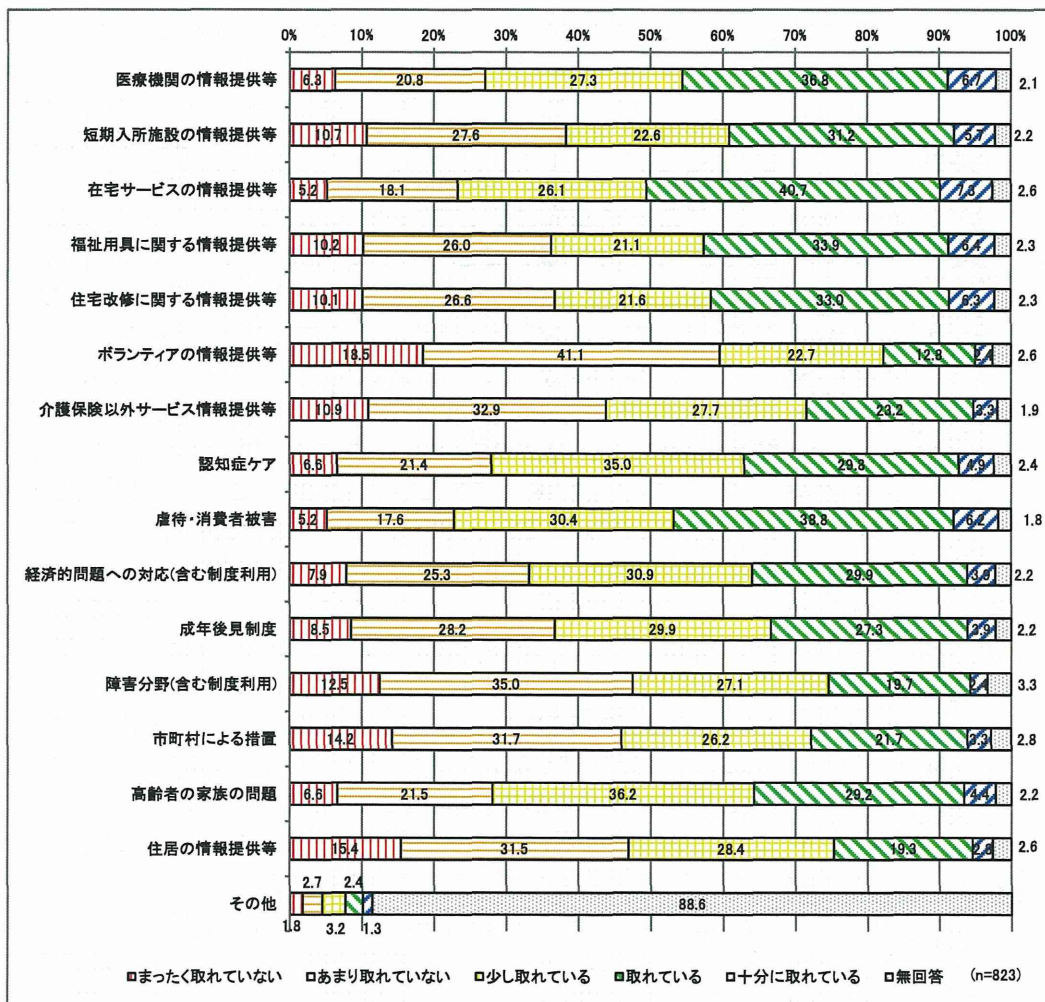 0% 10% 20% 30% 40% 50% 60% 70% 80% 90% 100%
医療機関の情報提供等 6.3 20.8 27.3 36.8 6.7 2.1
短期入所施設の情報提供等 10.7 27.6 22.6 31.2 5.7 2.2
在宅サービスの情報提供等 5.2 18.1 26.1 40.7 7.3 2.6
福祉用具に関する情報提供等 10.2 26.0 21.1 33.9 6.4 2.3
住宅改修に関する情報提供等 10.1 26.6 21.6 33.0 6.3 2.3
ボランティアの情報提供等 18.5 41.1 22.7 12.8 2.4 2.6
介護保険以外サービス情報提供等 10.9 32.9 27.7 23.2 3.3 1.9
認知症ケア 6.6 21.4 35.0 29.8 4.9 2.4
虐待・消費者被害 5.2 17.6 30.4 38.8 6.2 1.8
経済的問題への対応(含む制度利用) 7.9 25.3 30.9 29.9 3.9 2.2
成年後見制度 8.5 28.2 29.9 27.3 3.9 2.2
障害分野(含む制度利用) 12.5 35.0 27.1 19.7 2.4 3.3
市町村による措置 14.2 31.7 26.2 21.7 3.3 2.8
高齢者の家族の問題 6.6 21.5 36.2 29.2 4.4 2.2
住居の情報提供等 15.4 31.5 28.4 19.3 2.8 2.6
2.7 2.4
その他 88.6
1.8 3.2 1.3
まったく取れていない あまり取れていない 少し取れている 取れている 十分に取れている 無回答 (n=823)